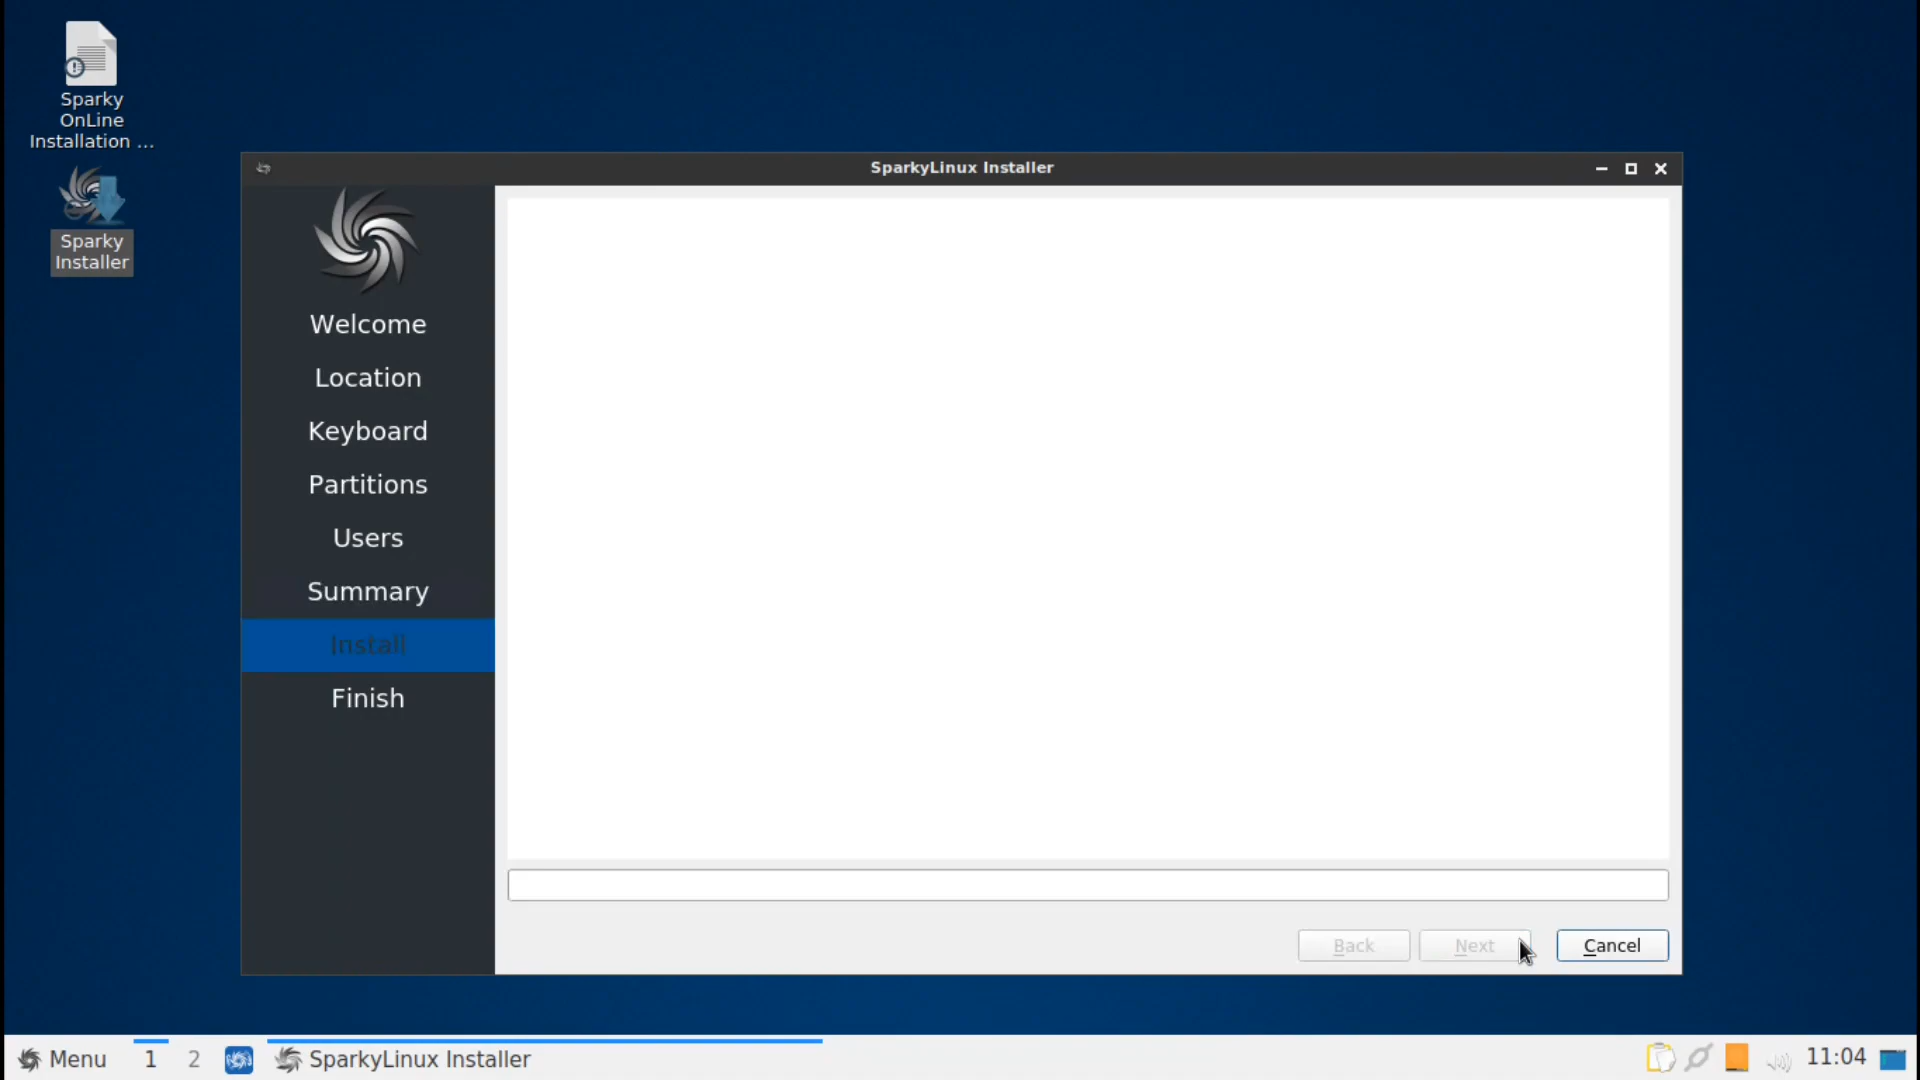 Sparky
OnLine
Installation ...
Sparky
Installer
SparkyLinux Installer
Welcome
Location
Keyboard
Partitions
Users
Summary
Install
Finish
Back
Next
Cancel
Menu
1
2
SparkyLinux Installer
11:04